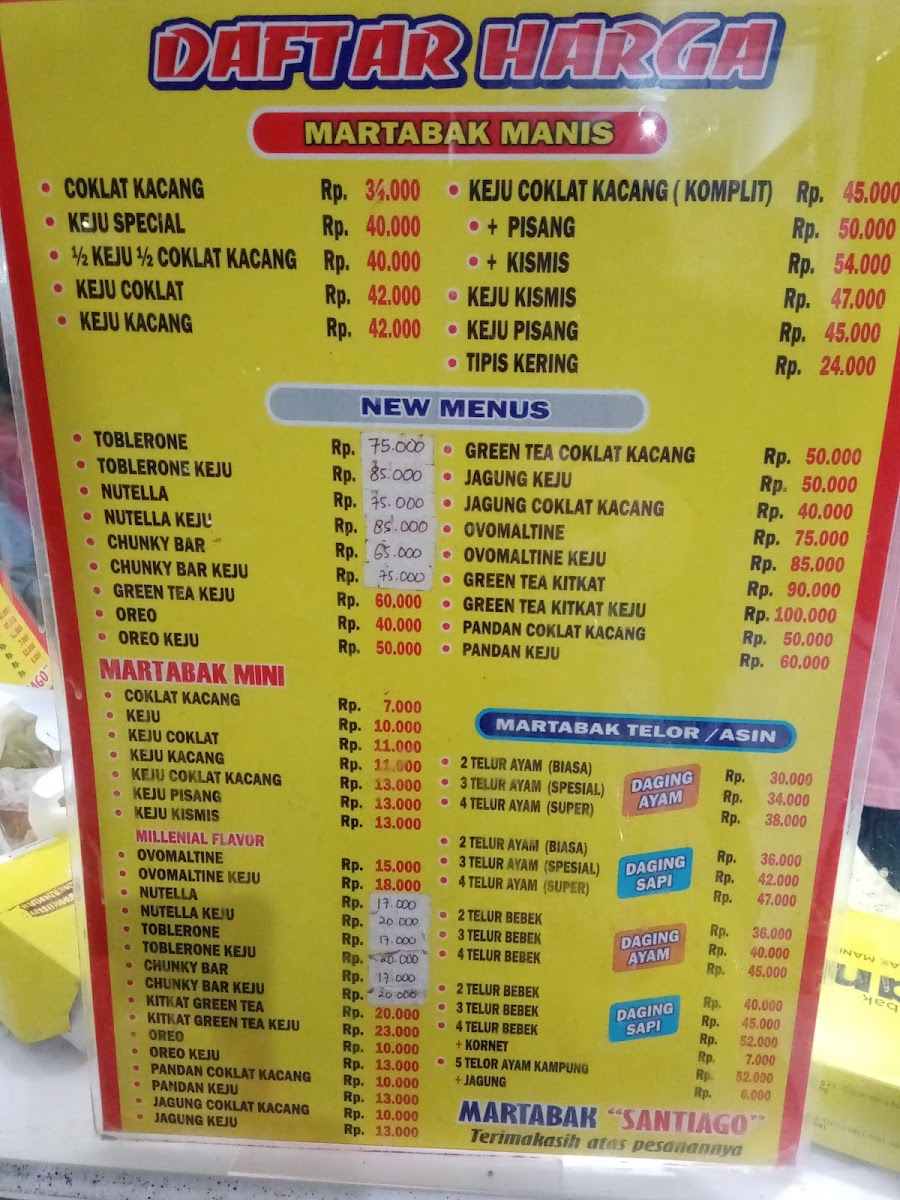 DAFTAR HARGA
MARTABAK MANIS
• COKLAT KACANG Rp. 34.000
• KEJU SPECIAL Rp. 40.000
• ½ KEJU ½ COKLAT KACANG Rp. 40.000
• KEJU COKLAT Rp. 42.000
• KEJU KACANG Rp. 42.000
• KEJU COKLAT KACANG ( KOMPLIT) Rp. 45.000
• + PISANG Rp. 50.000
• + KISMIS Rp. 54.000
• KEJU KISMIS Rp. 47.000
• KEJU PISANG Rp. 45.000
• TIPIS KERING Rp. 24.000
NEW MENUS
• TOBLERONE Rp. 75.000
• TOBLERONE KEJU Rp. 85.000
• NUTELLA Rp. 75.000
• NUTELLA KEJU Rp. 85.000
• CHUNKY BAR Rp. 65.000
• CHUNKY BAR KEJU Rp. 75.000
• GREEN TEA KEJU Rp. 60.000
• OREO Rp. 40.000
• OREO KEJU Rp. 50.000
• GREEN TEA COKLAT KACANG Rp. 50.000
• JAGUNG KEJU Rp. 50.000
• JAGUNG COKLAT KACANG Rp. 40.000
• OVOMALTINE Rp. 75.000
• OVOMALTINE KEJU Rp. 85.000
• GREEN TEA KITKAT Rp. 90.000
• GREEN TEA KITKAT KEJU Rp. 100.000
• PANDAN COKLAT KACANG Rp. 50.000
• PANDAN KEJU Rp. 60.000
MARTABAK MINI
• COKLAT KACANG Rp. 7.000
• KEJU Rp. 10.000
• KEJU COKLAT Rp. 11.000
• KEJU KACANG Rp. 11.000
• KEJU COKLAT KACANG Rp. 13.000
• KEJU PISANG Rp. 13.000
• KEJU KISMIS Rp. 13.000
MILLENIAL FLAVOR
• OVOMALTINE Rp. 15.000
• OVOMALTINE KEJU Rp. 18.000
• NUTELLA Rp. 17.000
• NUTELLA KEJU Rp. 20.000
• TOBLERONE Rp. 17.000
• TOBLERONE KEJU Rp. 20.000
• CHUNKY BAR Rp. 17.000
• CHUNKY BAR KEJU Rp. 20.000
• KITKAT GREEN TEA Rp. 20.000
• KITKAT GREEN TEA KEJU Rp. 23.000
• OREO Rp. 10.000
• OREO KEJU Rp. 13.000
• PANDAN COKLAT KACANG Rp. 10.000
• PANDAN KEJU Rp. 13.000
• JAGUNG COKLAT KACANG Rp. 10.000
• JAGUNG KEJU Rp. 13.000
MARTABAK TELOR /ASIN
• 2 TELUR AYAM (BIASA) Rp. 30.000
• 3 TELUR AYAM (SPESIAL) Rp. 34.000
• 4 TELUR AYAM (SUPER) Rp. 38.000
DAGING
AYAM
• 2 TELUR AYAM (BIASA) Rp. 36.000
• 3 TELUR AYAM (SPESIAL) Rp. 42.000
• 4 TELUR AYAM (SUPER) Rp. 47.000
DAGING
SAPI
• 2 TELUR BEBEK Rp. 36.000
• 3 TELUR BEBEK Rp. 40.000
• 4 TELUR BEBEK Rp. 45.000
DAGING
AYAM
• 2 TELUR BEBEK Rp. 40.000
• 3 TELUR BEBEK Rp. 45.000
• 4 TELUR BEBEK Rp. 52.000
DAGING
SAPI
+ KORNET Rp. 7.000
• 5 TELOR AYAM KAMPUNG Rp. 52.000
+ JAGUNG Rp. 6.000
MARTABAK "SANTIAGO"
Terimakasih atas pesanannya